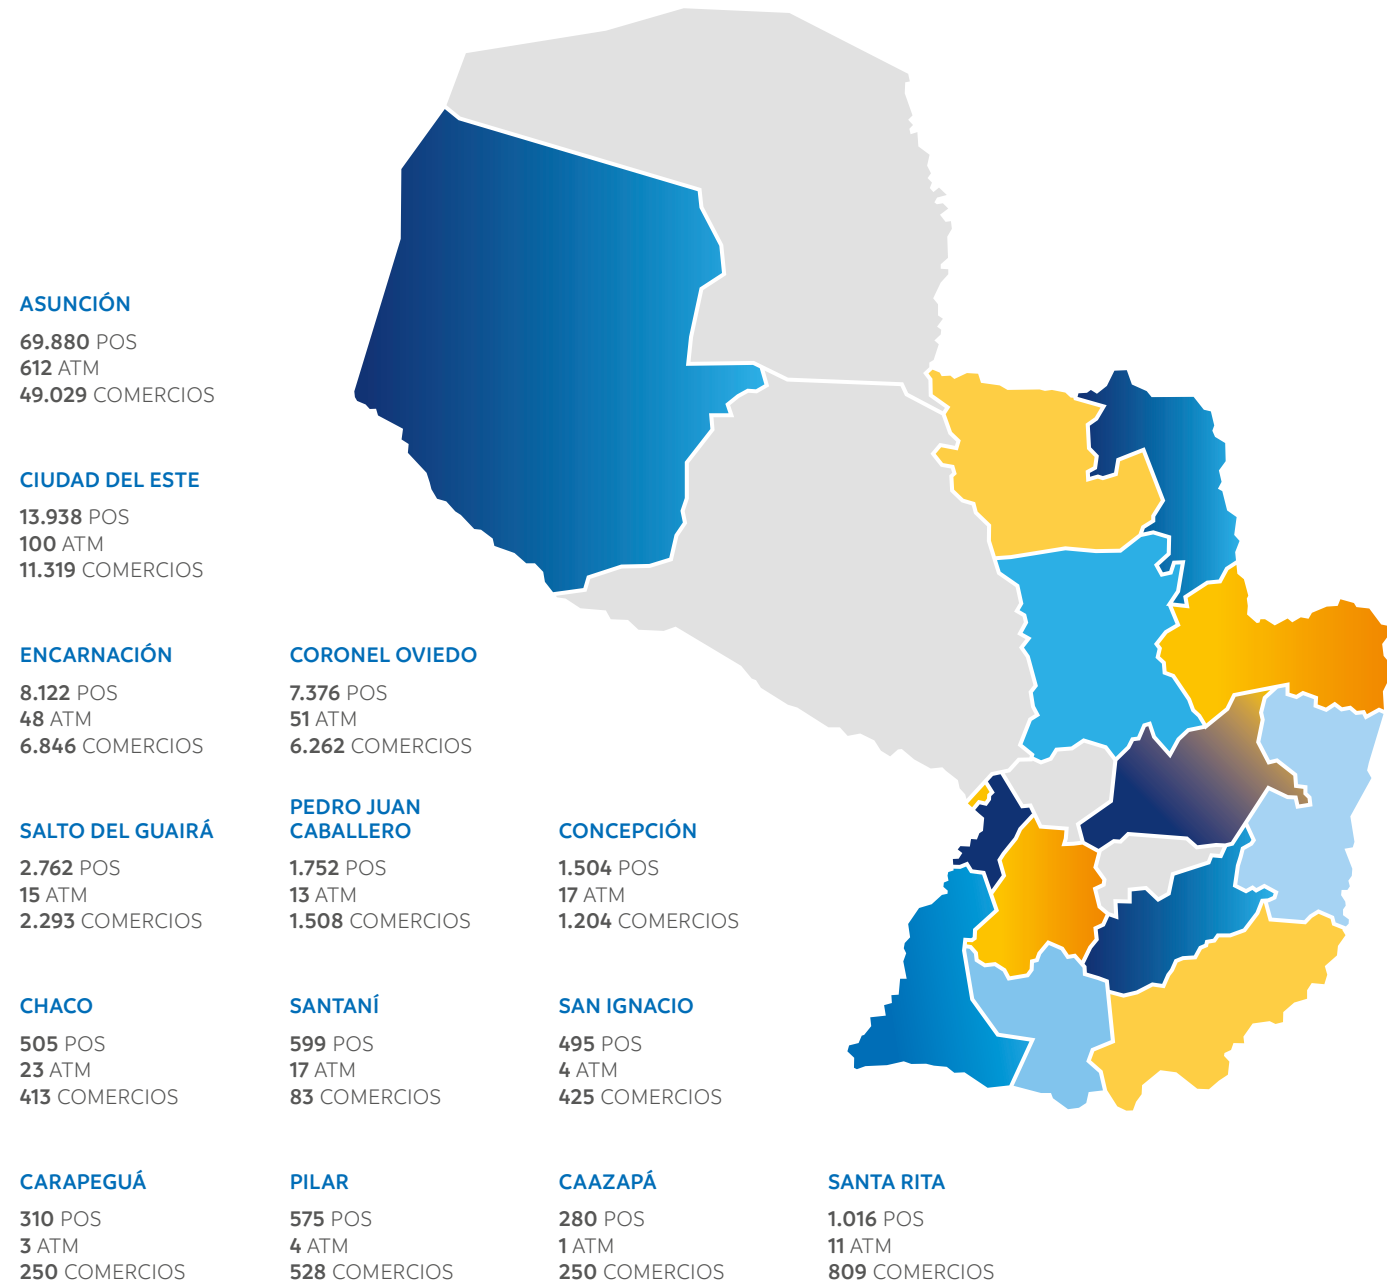 ASUNCIÓN
69.880 POS
612 ATM
49.029 COMERCIOS
CIUDAD DEL ESTE
13.938 POS
100 ATM
11.319 COMERCIOS
ENCARNACIÓN
8.122 POS
48 ATM
6.846 COMERCIOS
CORONEL OVIEDO
7.376 POS
51 ATM
6.262 COMERCIOS
SALTO DEL GUAIRÁ
2.762 POS
15 ATM
2.293 COMERCIOS
PEDRO JUAN
CABALLERO
1.752 POS
13 ATM
1.508 COMERCIOS
CONCEPCIÓN
1.504 POS
17 ATM
1.204 COMERCIOS
CHACO
505 POS
23 ATM
413 COMERCIOS
SANTANÍ
599 POS
17 ATM
83 COMERCIOS
SAN IGNACIO
495 POS
4 ATM
425 COMERCIOS
CARAPEGUÁ
310 POS
3 ATM
250 COMERCIOS
PILAR
575 POS
4 ATM
528 COMERCIOS
CAAZAPÁ
280 POS
1 ATM
250 COMERCIOS
SANTA RITA
1.016 POS
11 ATM
809 COMERCIOS